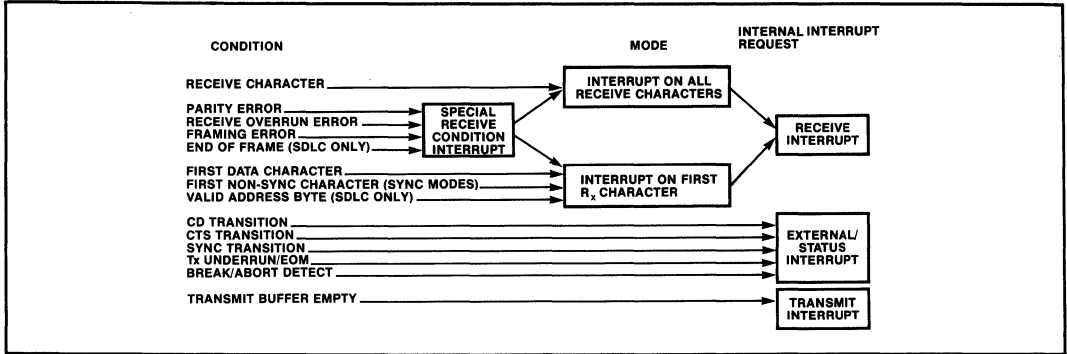 CONDITION
MODE
INTERNAL INTERRUPT
REQUEST
RECEIVE CHARACTER
INTERRUPT ON ALL
RECEIVE CHARACTERS
PARITY ERROR
RECEIVE OVERRUN ERROR
FRAMING ERROR
END OF FRAME (SDLC ONLY)
SPECIAL
RECEIVE
CONDITION
INTERRUPT
RECEIVE
INTERRUPT
FIRST DATA CHARACTER
FIRST NON-SYNC CHARACTER (SYNC MODES)
VALID ADDRESS BYTE (SDLC ONLY)
INTERRUPT ON FIRST
Rx CHARACTER
CD TRANSITION
CTS TRANSITION
SYNC TRANSITION
Tx UNDERRUN/EOM
BREAK/ABORT DETECT
EXTERNAL/
STATUS
INTERRUPT
TRANSMIT BUFFER EMPTY
TRANSMIT
INTERRUPT